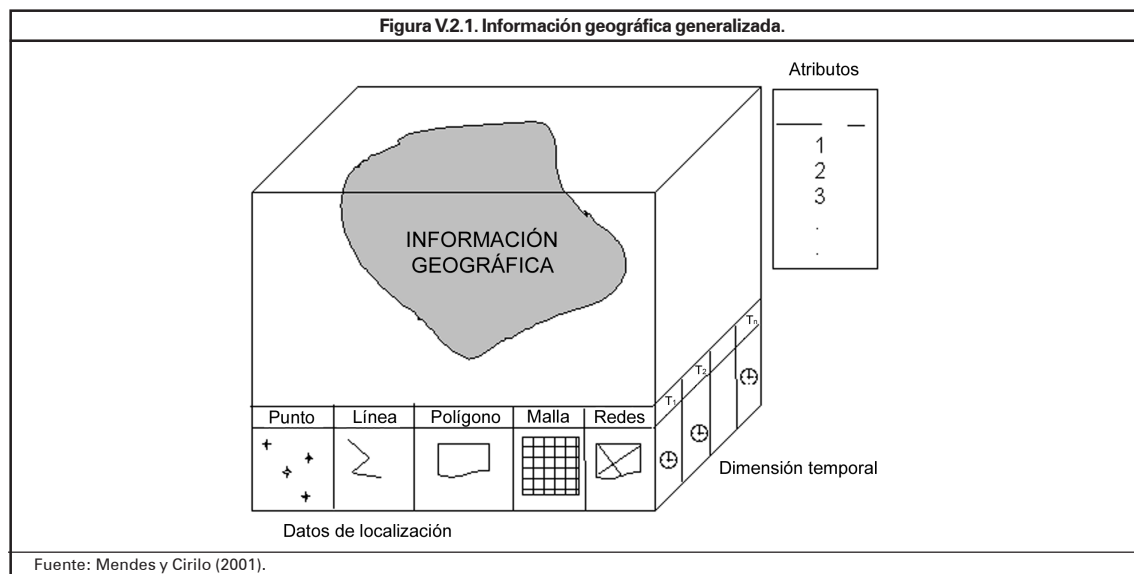 Figura V.2.1. Información geográfica generalizada.
Atributos
1
2
3
.
.
INFORMACIÓN
GEOGRÁFICA
Tn
T2
T1
Punto Línea Polígono Malla Redes
Dimensión temporal
Datos de localización
Fuente: Mendes y Cirilo (2001).